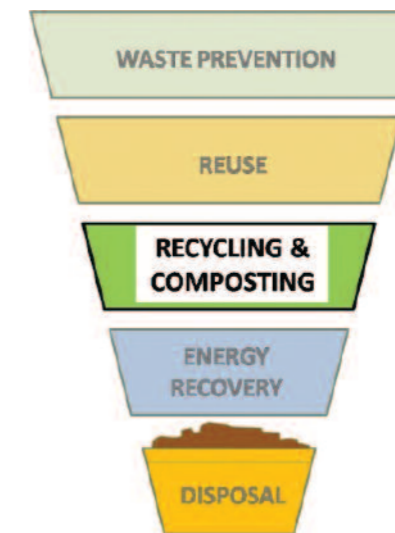 WASTE PREVENTION
REUSE
RECYCLING &
COMPOSTING
ENERGY
RECOVERY
DISPOSAL